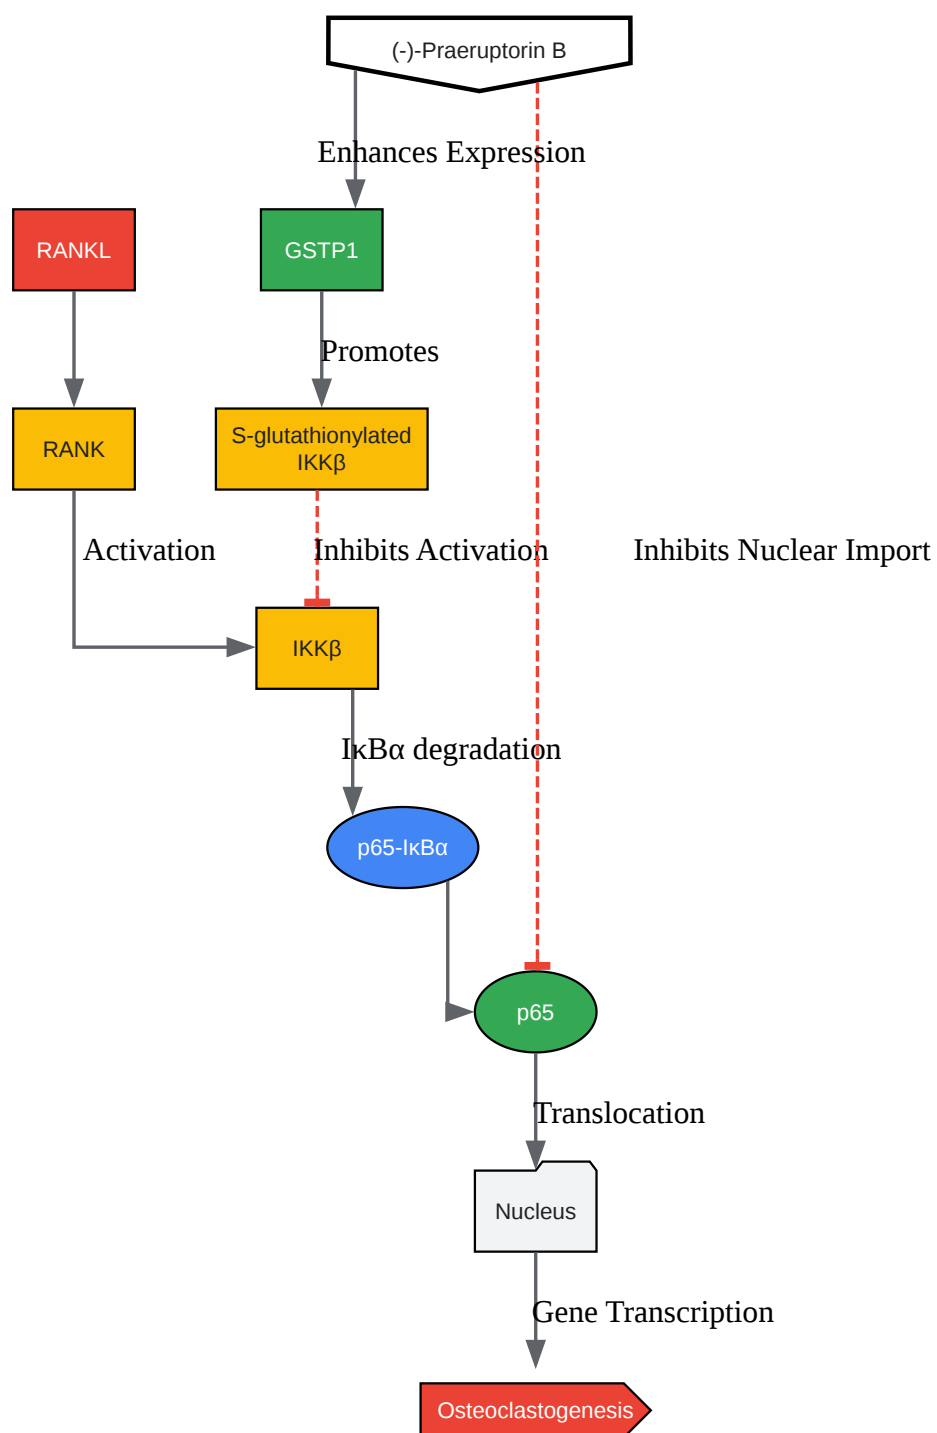 (-)-Praeruptorin B
Enhances Expression
RANKL
GSTP1
Promotes
RANK
S-glutathionylated
IKKβ
Activation
Inhibits Activation
Inhibits Nuclear Import
IKKβ
IκBα degradation
p65-IκBα
p65
Translocation
Nucleus
Gene Transcription
Osteoclastogenesis